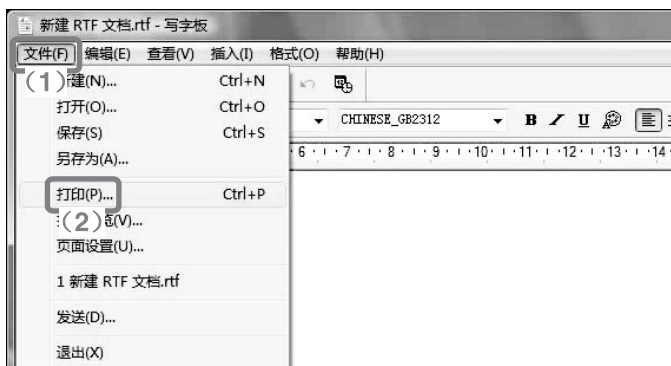 新建 RTF 文档.rtf - 写字板
文件(F) 编辑(E) 查看(V) 插入(I) 格式(O) 帮助(H)
(1)建(N)... Ctrl+N
打开(O)... Ctrl+O
CHINESE_GB2312 B I U
保存(S) Ctrl+S
另存为(A)...
6 7 8 9 10 11 12 13 14
打印(P)... Ctrl+P
(2)览(V)...
页面设置(U)...
1 新建 RTF 文档.rtf
发送(D)...
退出(X)